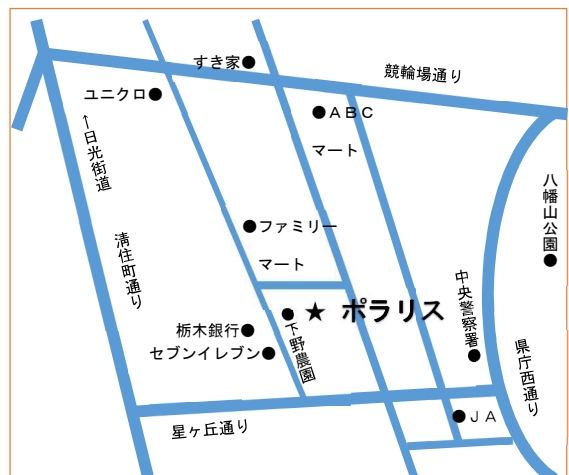 すき家●
競輪場通り
ユニクロ●
●ＡＢＣ
マート
←日光街道
八幡山公園●
●ファミリー
マート
清住町通り
中央警察署●
●下野農園
★ ポラリス
栃木銀行●
セブンイレブン●
県庁西通り
●ＪＡ
星ヶ丘通り